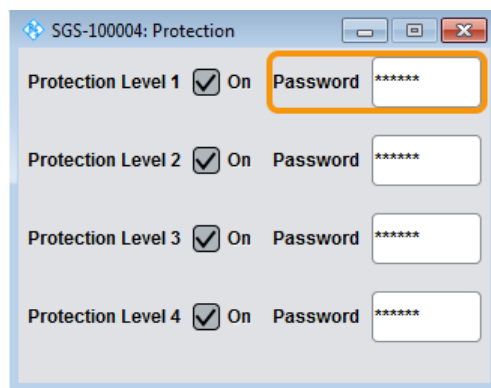 SGS-100004: Protection
Protection Level 1 On Password ******
Protection Level 2 On Password ******
Protection Level 3 On Password ******
Protection Level 4 On Password ******